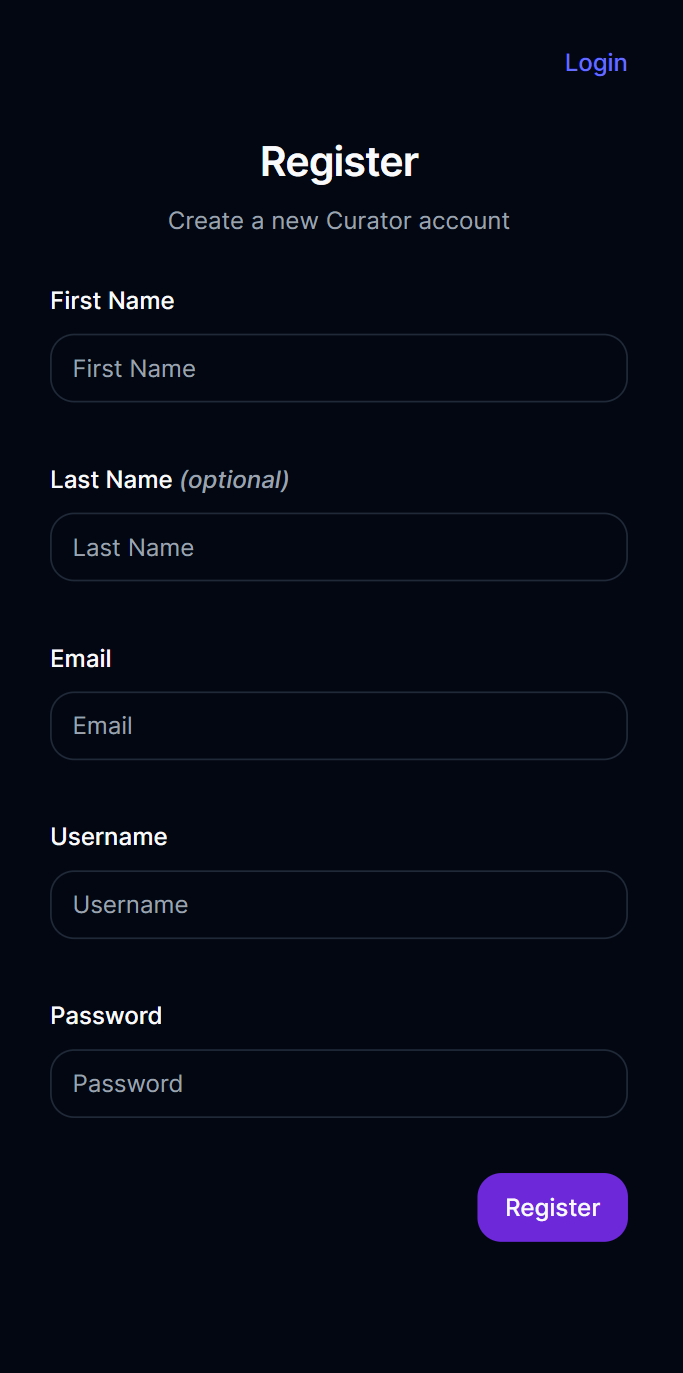 Login
Register
Create a new Curator account
First Name
First Name
Last Name (optional)
Last Name
Email
Email
Username
Username
Password
Password
Register